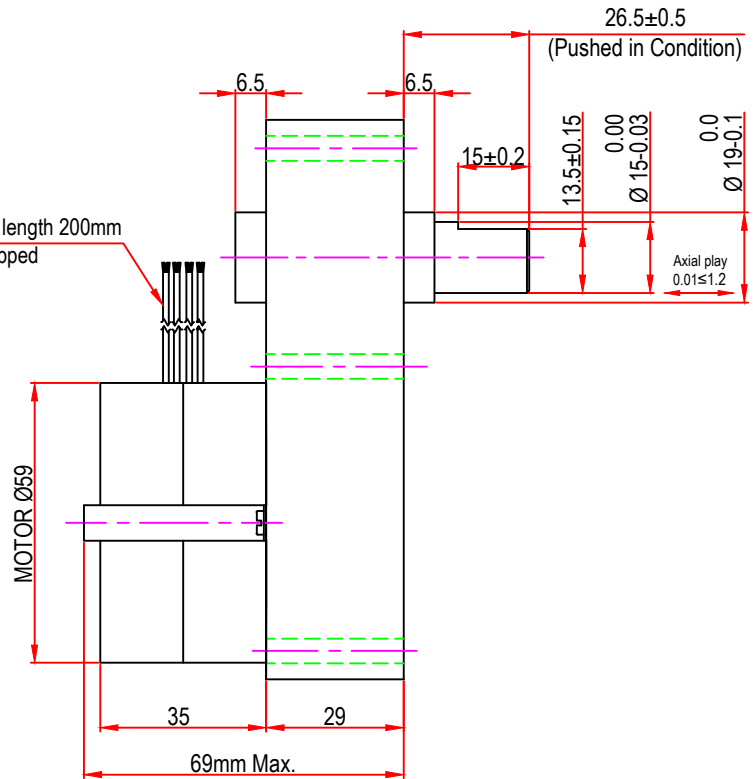 26.5±0.5
(Pushed in Condition)
6.5
6.5
15±0.2
13.5±0.15
0.00
Ø 15-0.03
0.0
Ø 19-0.1
length 200mm
pped
Axial play
0.01≤1.2
MOTOR Ø59
35
29
69mm Max.